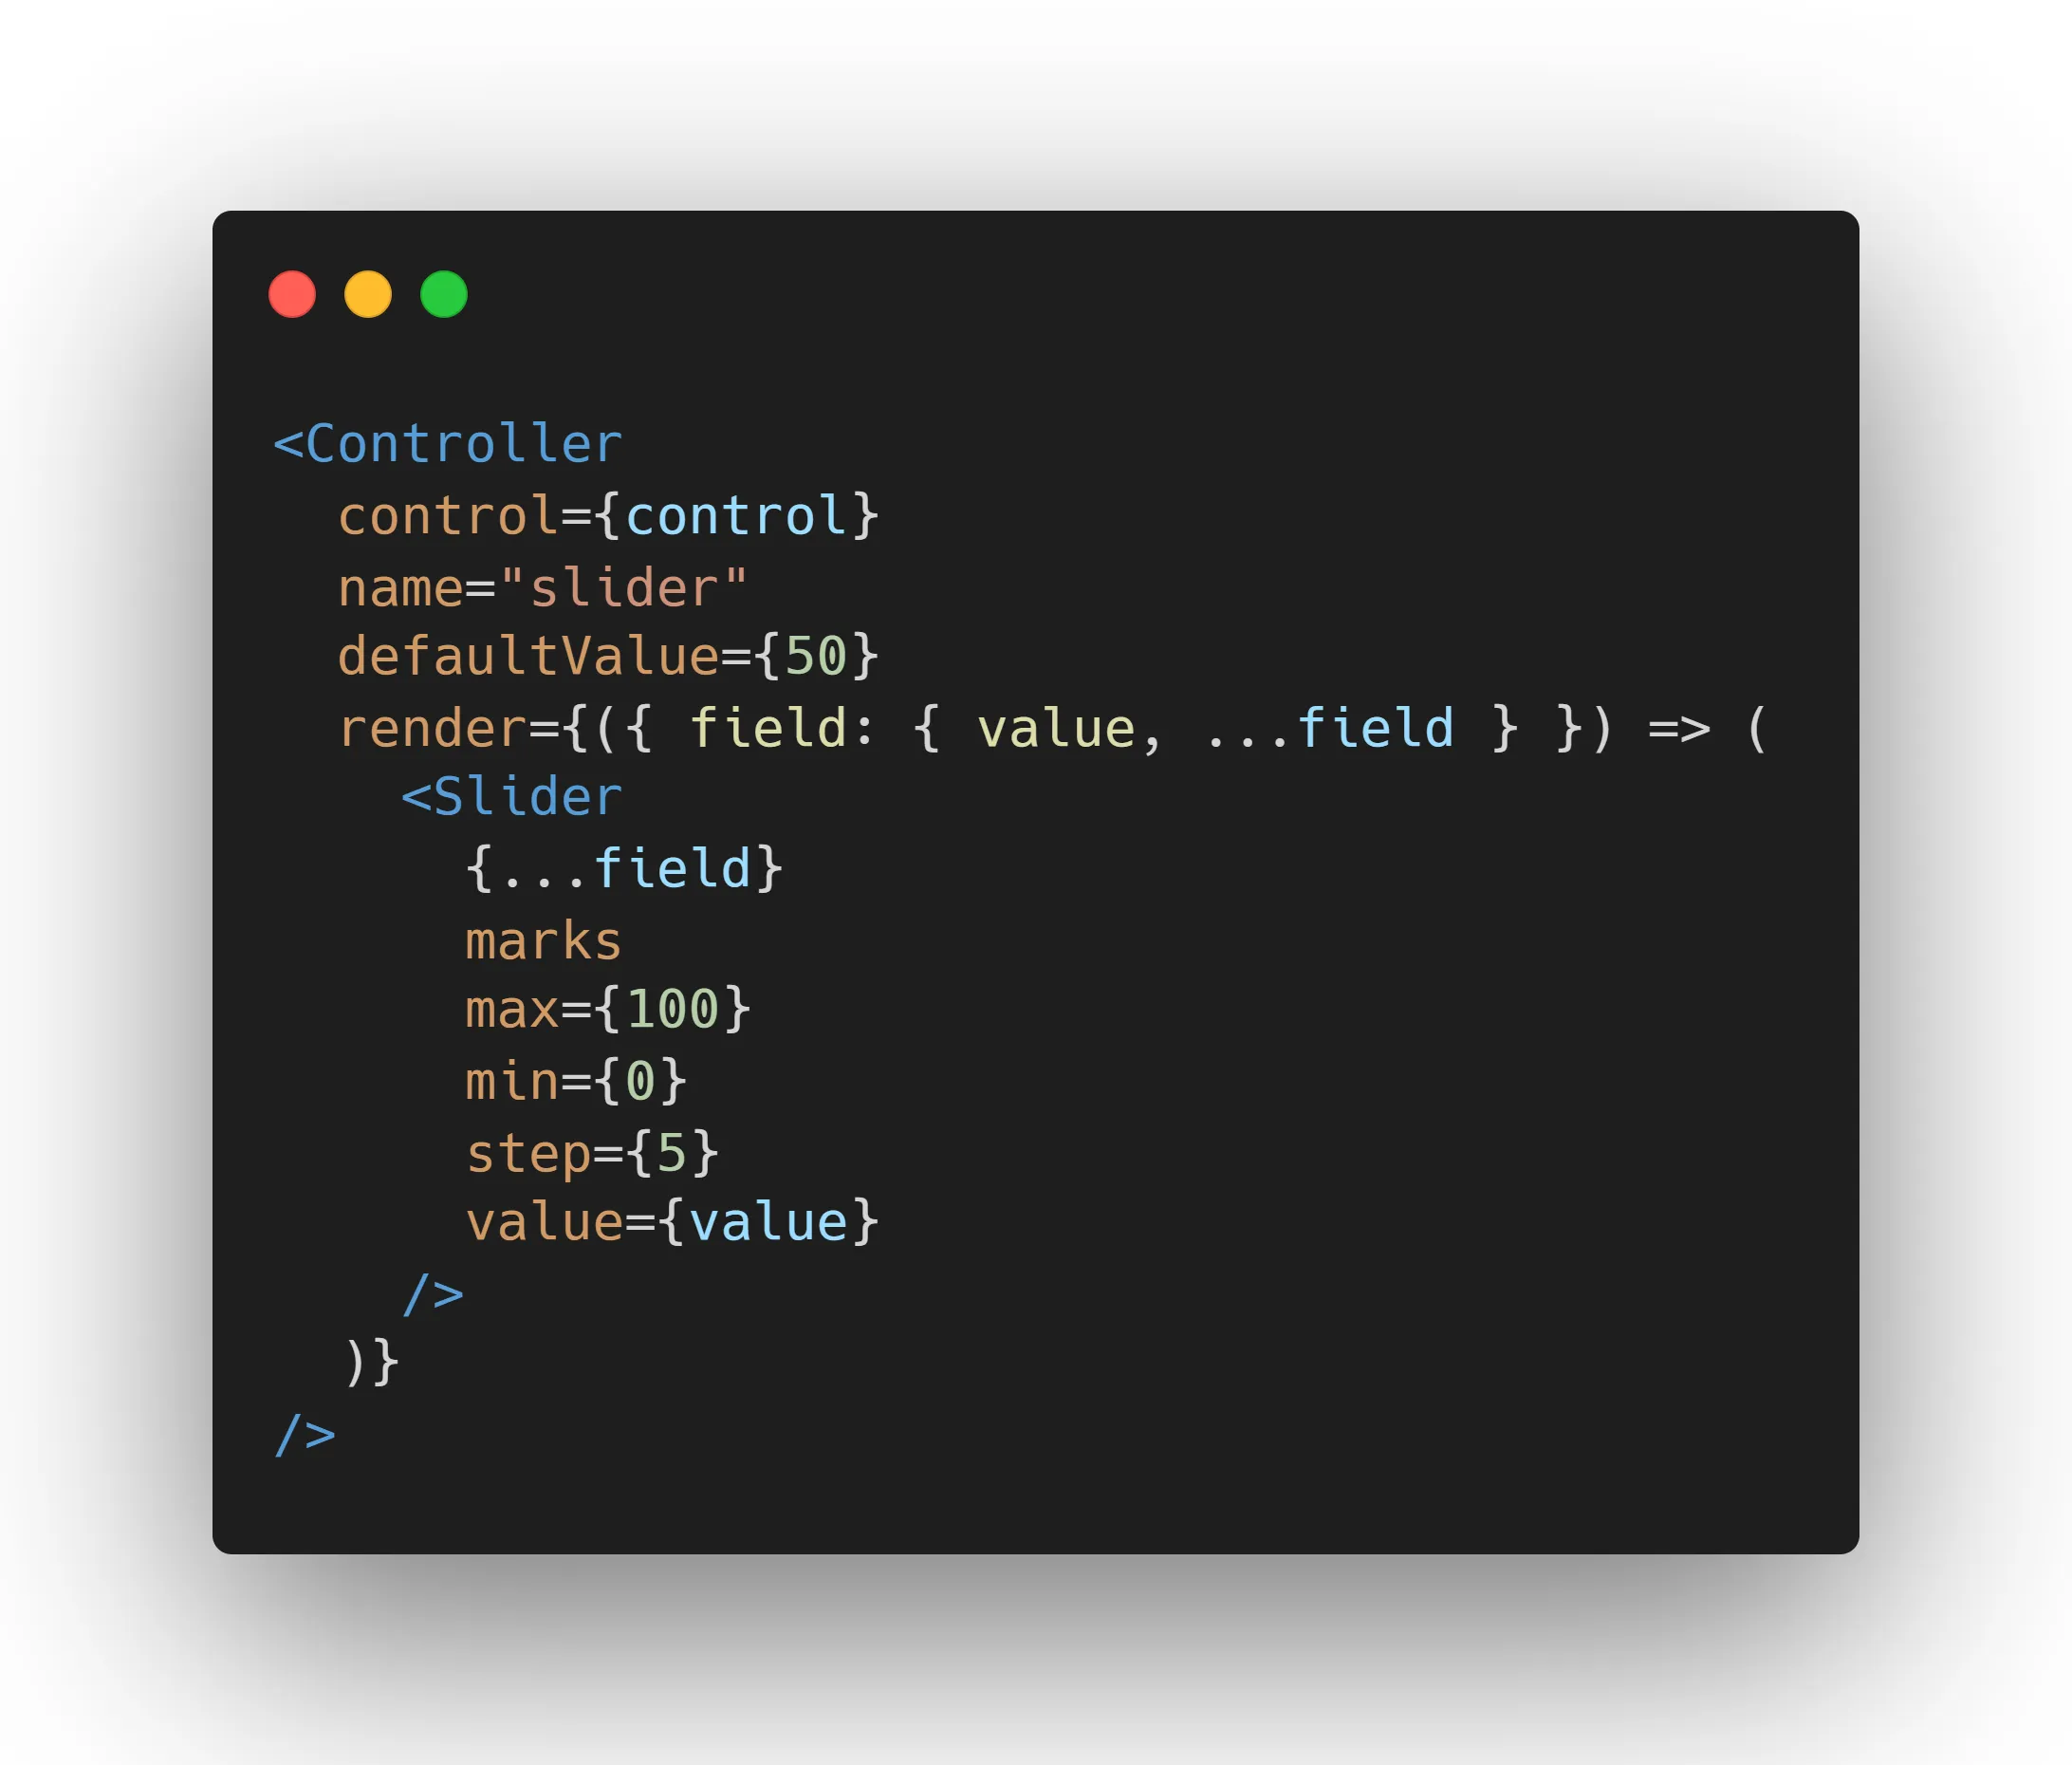 <Controller
  control={control}
  name="slider"
  defaultValue={50}
  render={({ field: { value, ...field } }) => (
    <Slider
      {...field}
      marks
      max={100}
      min={0}
      step={5}
      value={value}
    />
  )}
/>